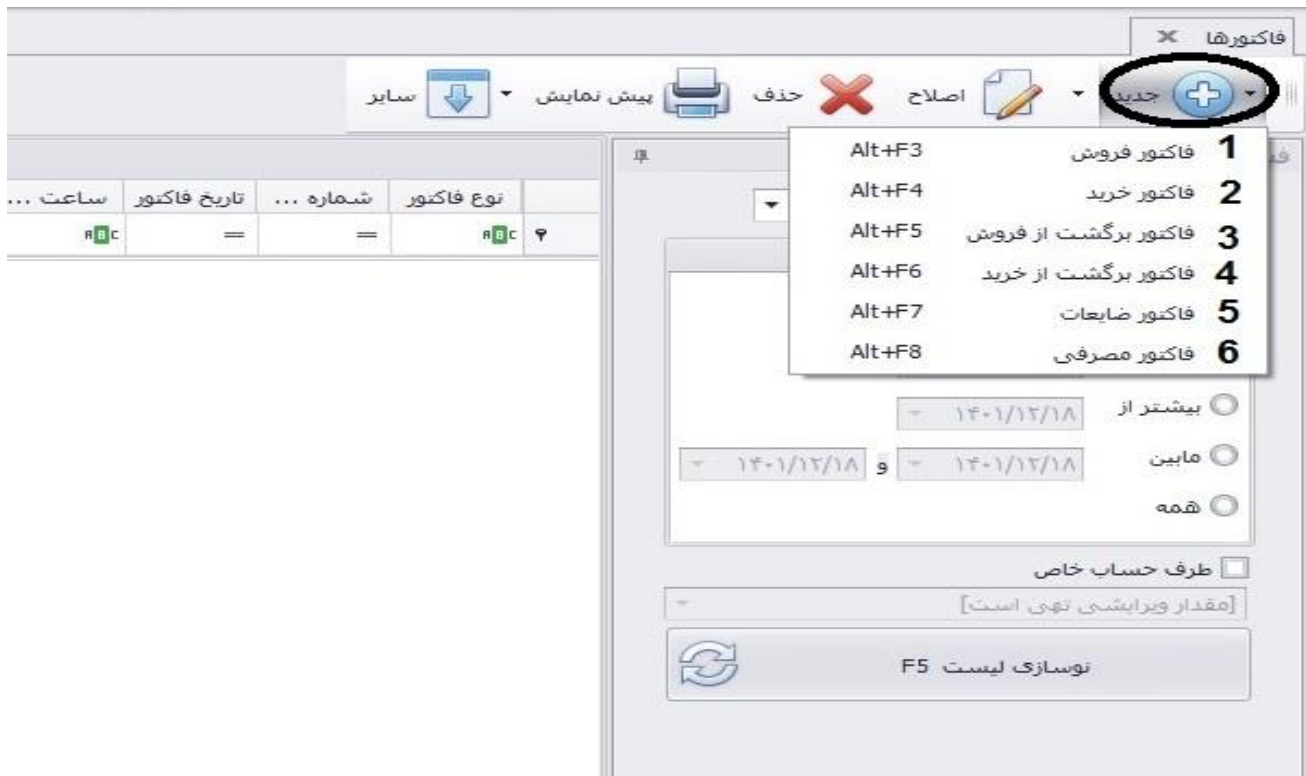 فاکتورها
جدید اصلاح حذف پیش نمایش سایر
1 فاکتور فروش Alt+F3
2 فاکتور خرید Alt+F4
3 فاکتور برگشت از فروش Alt+F5
4 فاکتور برگشت از خرید Alt+F6
5 فاکتور ضایعات Alt+F7
6 فاکتور مصرفی Alt+F8
نوع فاکتور شماره ... تاریخ فاکتور ساعت ...
ABC = = ABC
بیشتر از ۱۴۰۱/۱۲/۱۸
مابین ۱۴۰۱/۱۲/۱۸ و ۱۴۰۱/۱۲/۱۸
همه
طرف حساب خاص
[مقدار ویرایشی تهی است]
نوسازی لیست F5